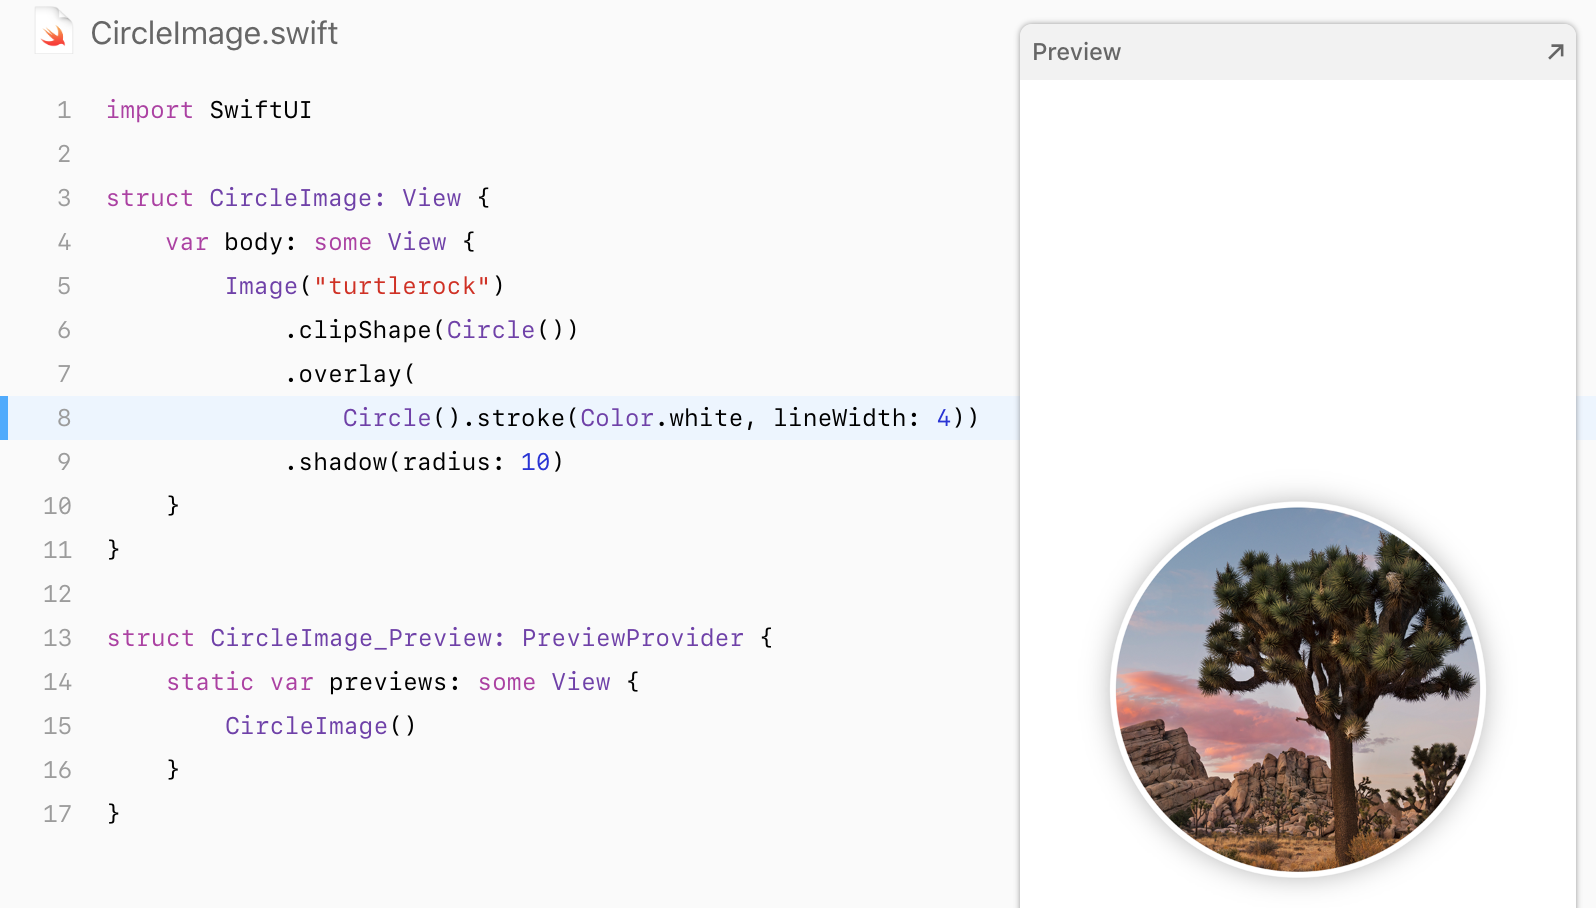 CircleImage.swift
Preview
1 import SwiftUI
2
3 struct CircleImage: View {
4     var body: some View {
5         Image("turtlerock")
6             .clipShape(Circle())
7             .overlay(
8                 Circle().stroke(Color.white, lineWidth: 4))
9             .shadow(radius: 10)
10     }
11 }
12
13 struct CircleImage_Preview: PreviewProvider {
14     static var previews: some View {
15         CircleImage()
16     }
17 }